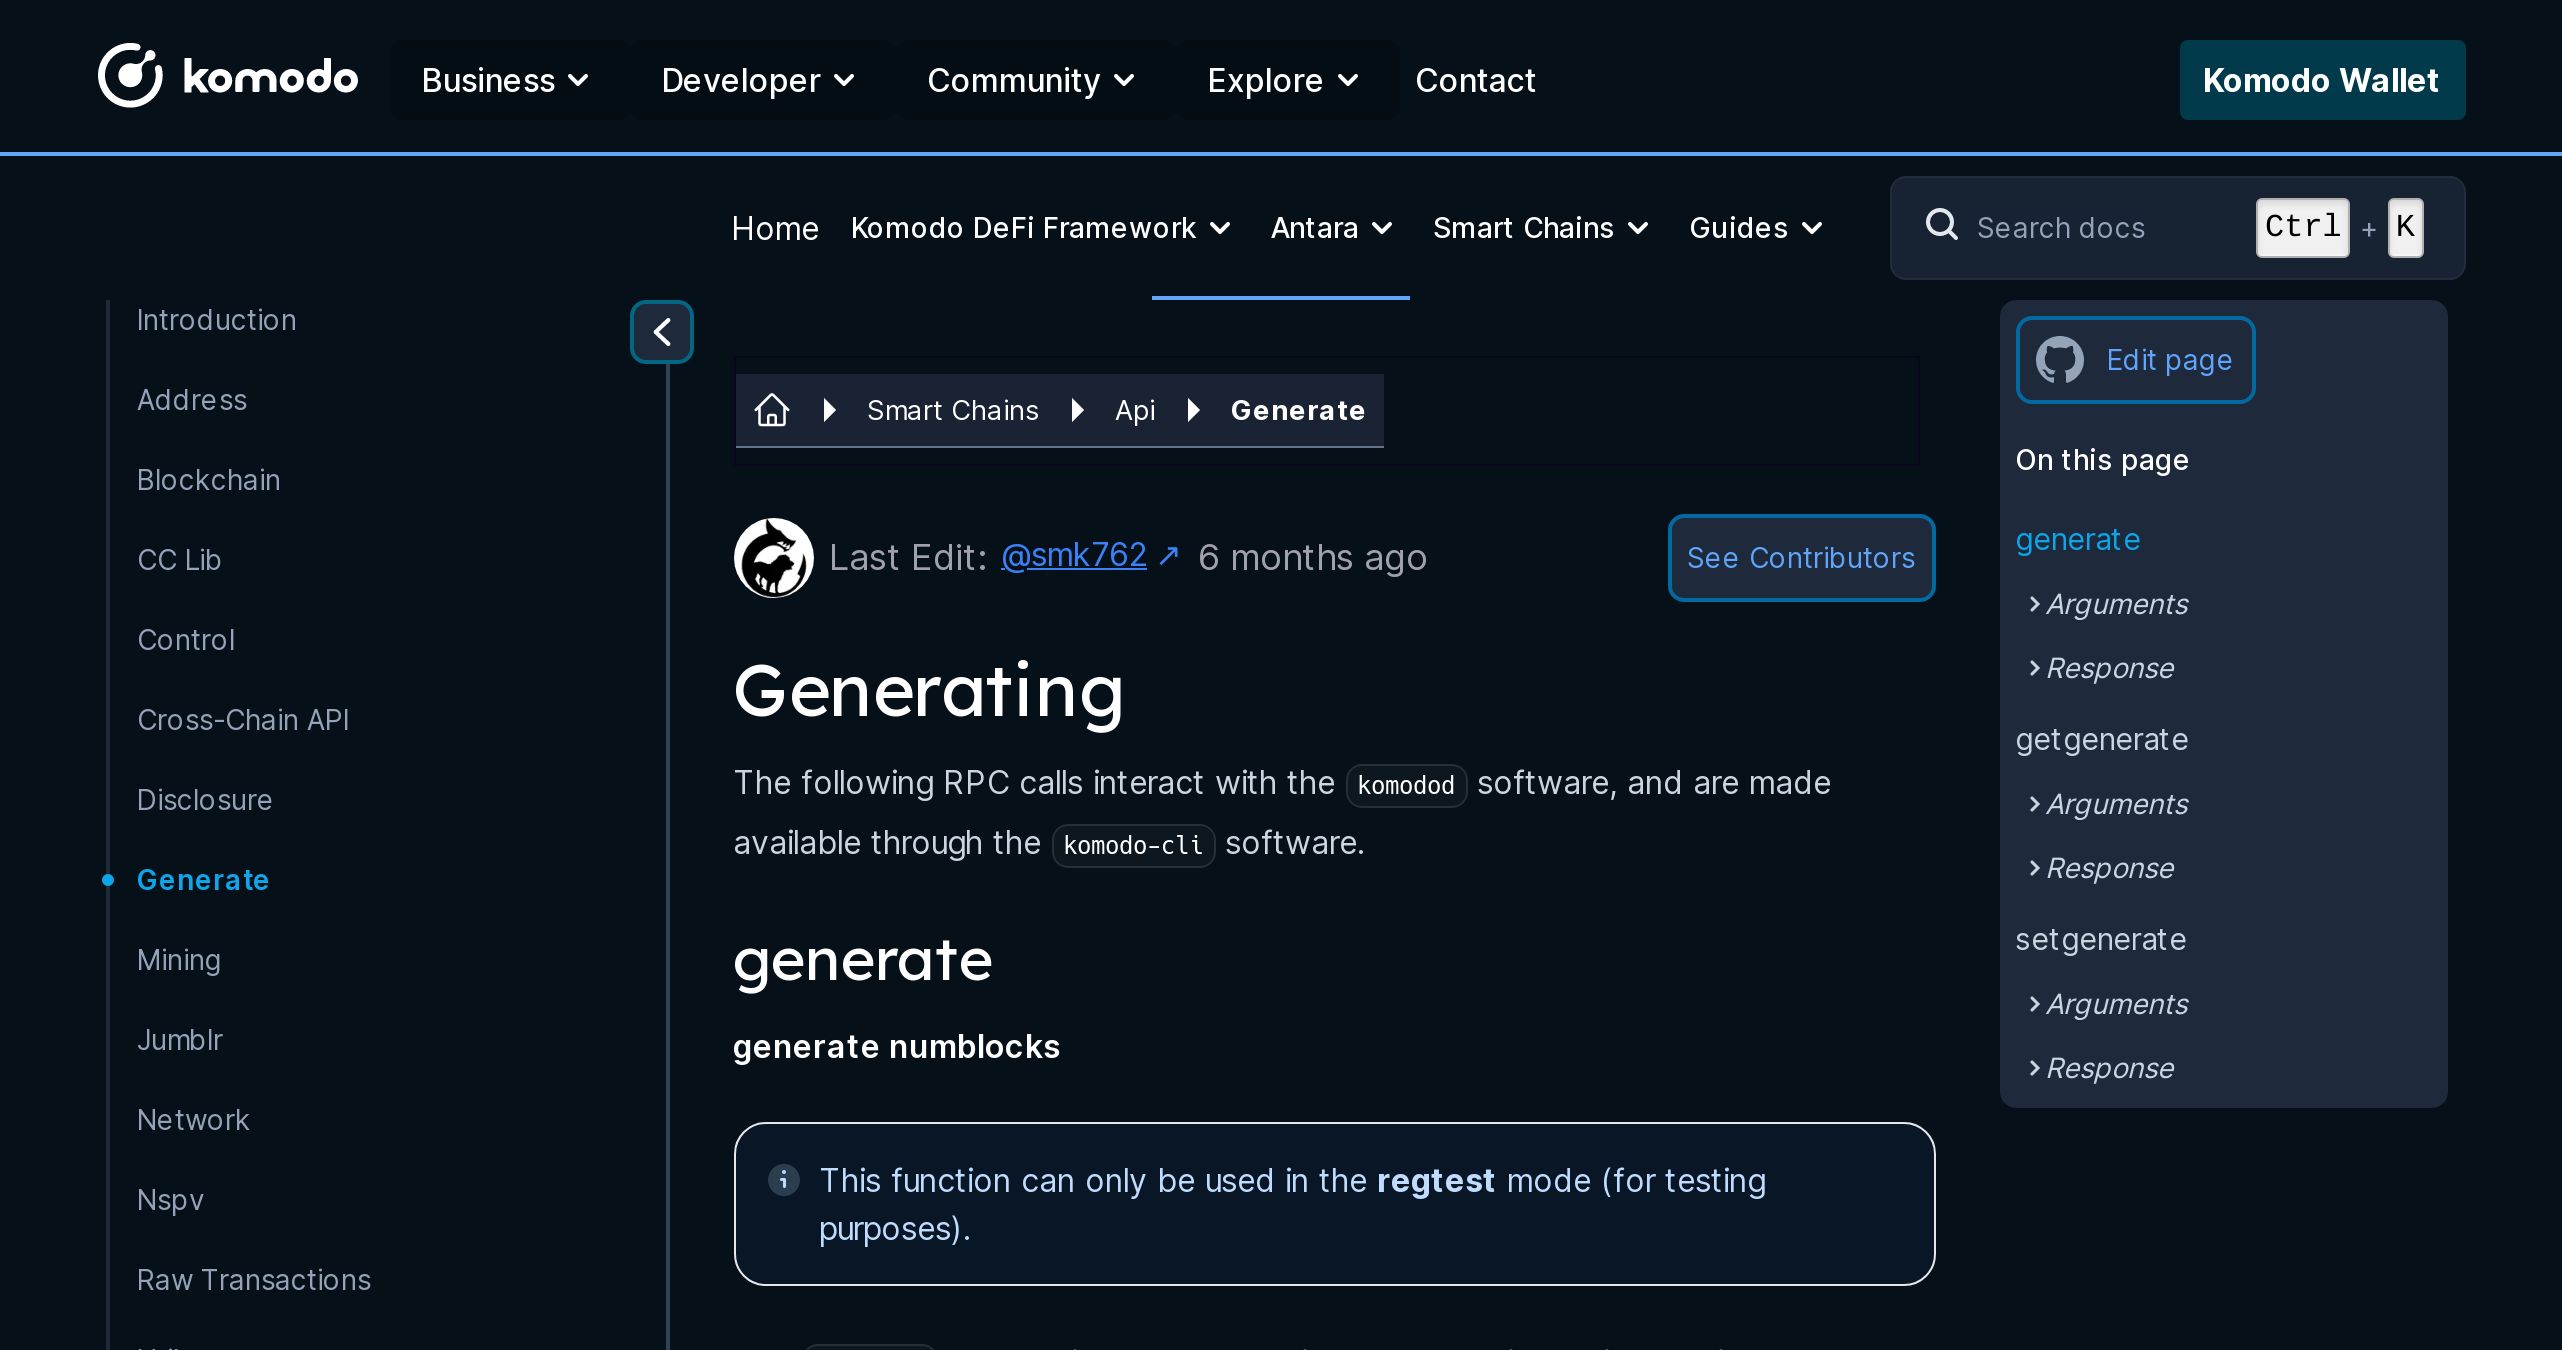 komodo
Business
Developer
Community
Explore
Contact
Komodo Wallet
Home
Komodo DeFi Framework
Antara
Smart Chains
Guides
Search docs
Ctrl + K
Introduction
Address
Blockchain
CC Lib
Control
Cross-Chain API
Disclosure
Generate
Mining
Jumblr
Network
Nspv
Raw Transactions
Smart Chains
Api
Generate
Last Edit: @smk762 ↗ 6 months ago
See Contributors
Generating
The following RPC calls interact with the komodod software, and are made
available through the komodo-cli software.
generate
generate numblocks
This function can only be used in the regtest mode (for testing
purposes).
Edit page
On this page
generate
Arguments
Response
getgenerate
Arguments
Response
setgenerate
Arguments
Response